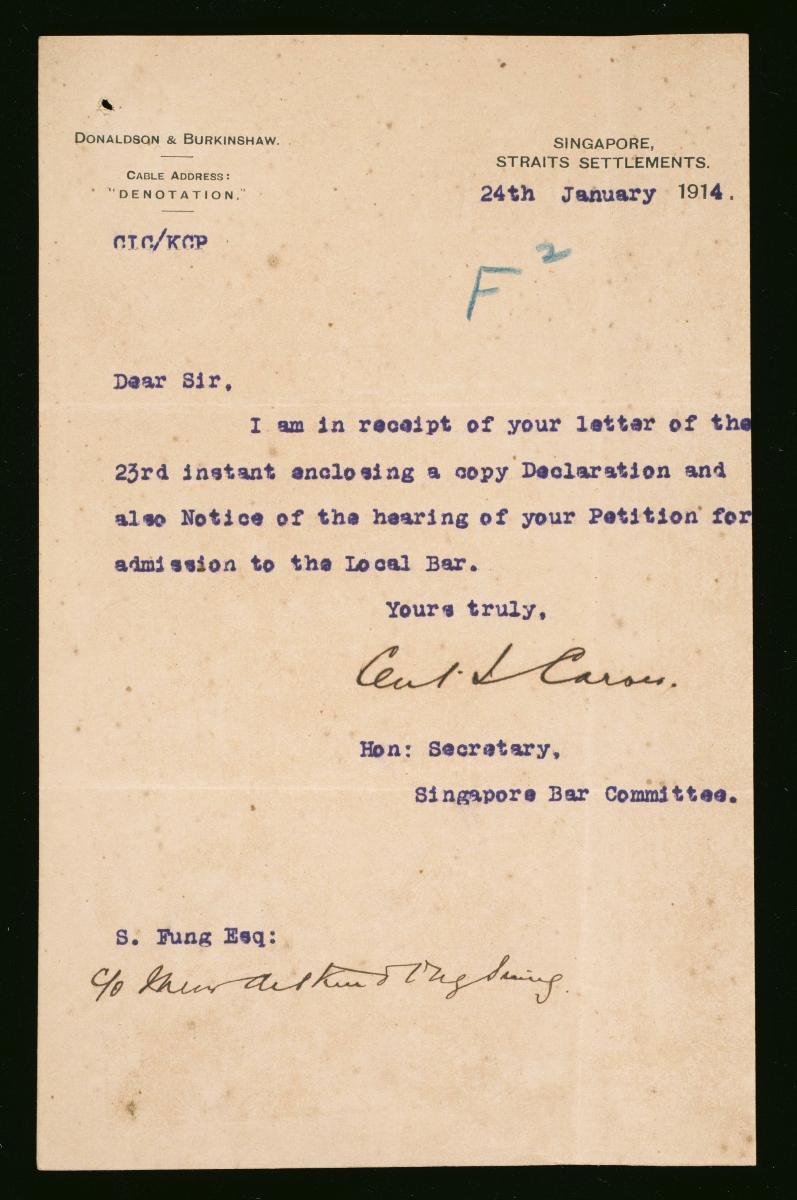 DONALDSON & BURKINSHAW.
CABLE ADDRESS:
"DENOTATION."
SINGAPORE,
STRAITS SETTLEMENTS.
24th January 1914.
CIC/KCP
F 2
Dear Sir,
I am in receipt of your letter of the
23rd instant enclosing a copy Declaration and
also Notice of the hearing of your Petition for
admission to the Local Bar.
Yours truly,
Hon: Secretary,
Singapore Bar Committee.
S. Fung Esq:
c/o